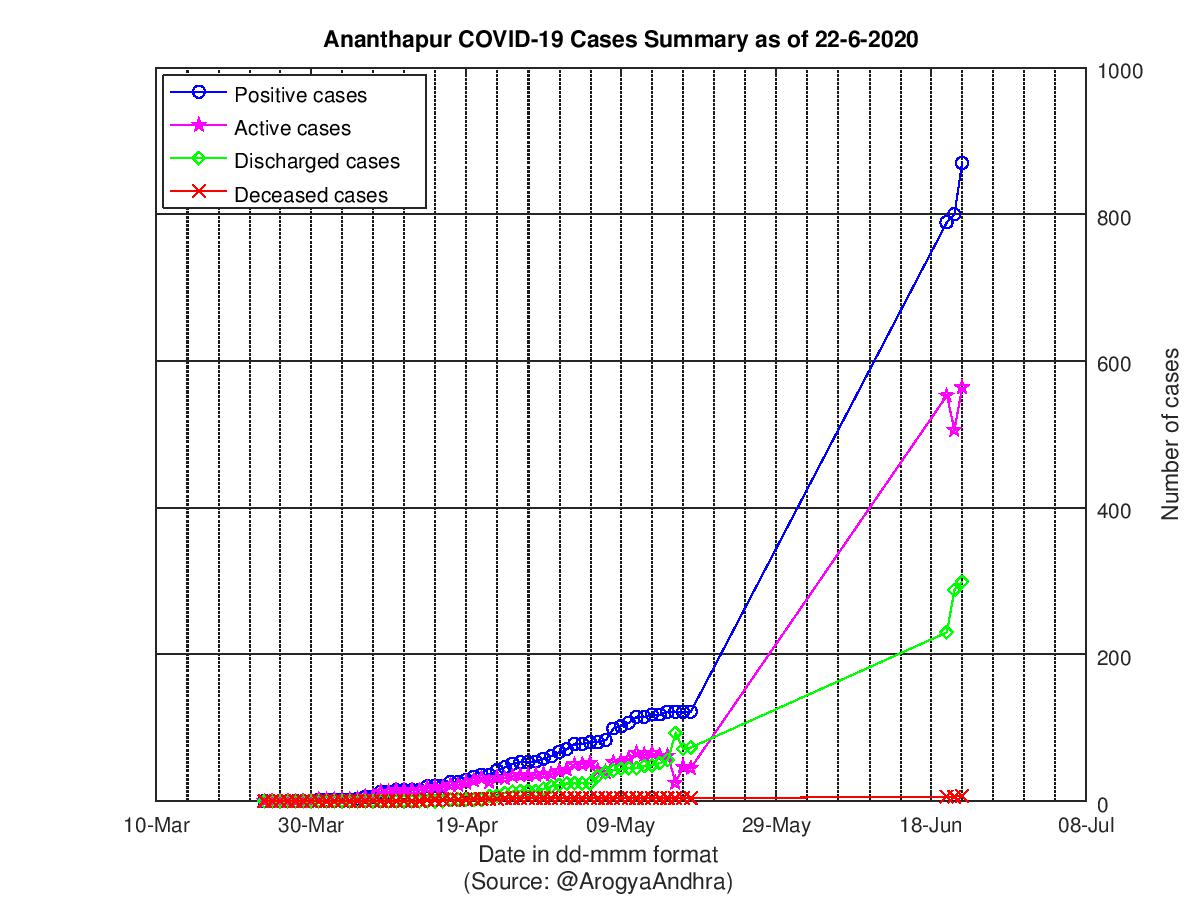 Ananthapur COVID-19 Cases Summary as of 22-6-2020
Positive cases
Active cases
Discharged cases
Deceased cases
1000
800
600
400
200
0
Number of cases
10-Mar 30-Mar 19-Apr 09-May 29-May 18-Jun 08-Jul
Date in dd-mmm format
(Source: @ArogyaAndhra)